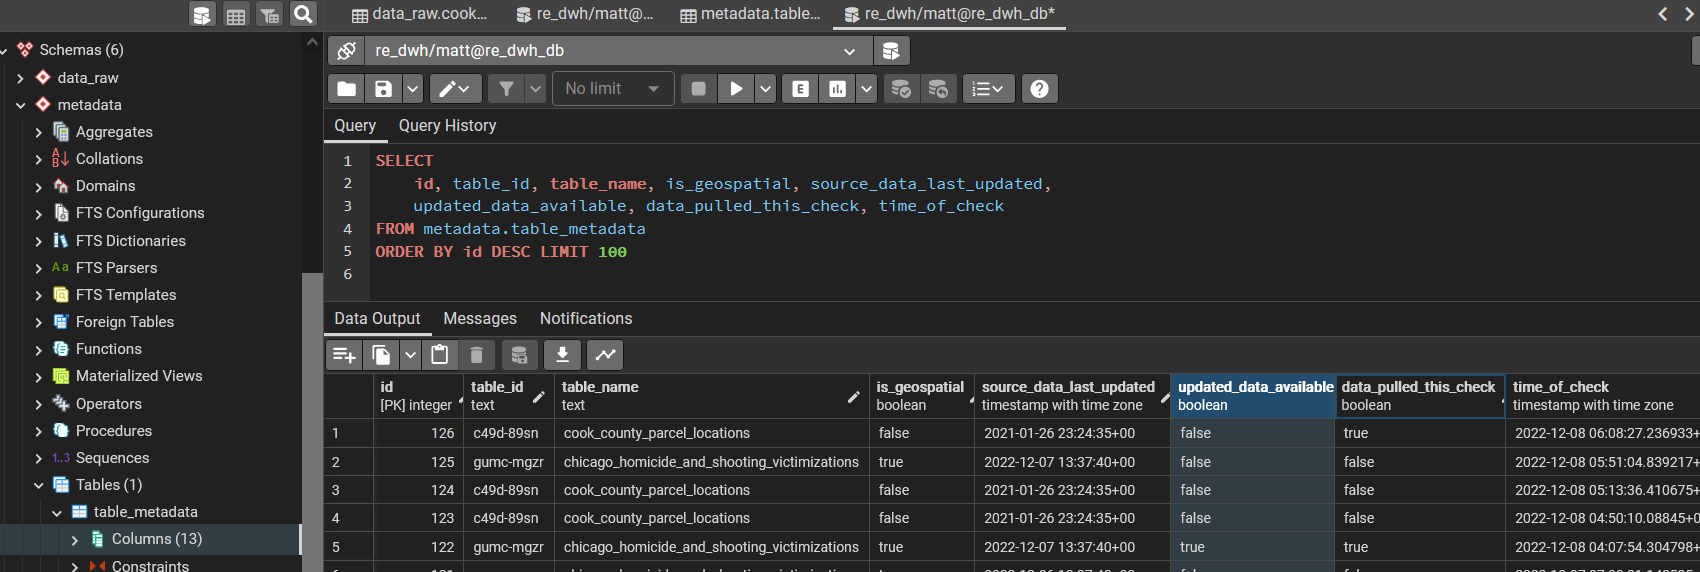 data_raw.cook...
re_dwh/matt@...
metadata.table...
re_dwh/matt@re_dwh_db*
Schemas (6)
data_raw
metadata
Aggregates
Collations
Domains
FTS Configurations
FTS Dictionaries
FTS Parsers
FTS Templates
Foreign Tables
Functions
Materialized Views
Operators
Procedures
Sequences
Tables (1)
table_metadata
Columns (13)
Constraints
re_dwh/matt@re_dwh_db
No limit
E
Query Query History
1 SELECT
2 id, table_id, table_name, is_geospatial, source_data_last_updated,
3 updated_data_available, data_pulled_this_check, time_of_check
4 FROM metadata.table_metadata
5 ORDER BY id DESC LIMIT 100
6
Data Output Messages Notifications
id table_id table_name is_geospatial source_data_last_updated updated_data_available data_pulled_this_check time_of_check
[PK] integer text text boolean timestamp with time zone boolean boolean timestamp with time zone
1 126 c49d-89sn cook_county_parcel_locations false 2021-01-26 23:24:35+00 false true 2022-12-08 06:08:27.236933+
2 125 gumc-mgzr chicago_homicide_and_shooting_victimizations true 2022-12-07 13:37:40+00 false false 2022-12-08 05:51:04.839217+
3 124 c49d-89sn cook_county_parcel_locations false 2021-01-26 23:24:35+00 false false 2022-12-08 05:13:36.410675+
4 123 c49d-89sn cook_county_parcel_locations false 2021-01-26 23:24:35+00 false false 2022-12-08 04:50:10.08845+0
5 122 gumc-mgzr chicago_homicide_and_shooting_victimizations true 2022-12-07 13:37:40+00 true true 2022-12-08 04:07:54.304798+